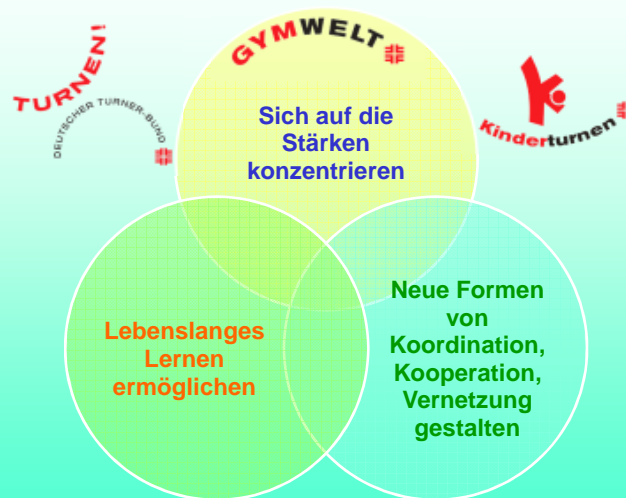 GYMWELT
TURNEN!
DEUTSCHER TURNER-BUND
Kinderturnen
Sich auf die
Stärken
konzentrieren
Lebenslanges
Lernen
ermöglichen
Neue Formen
von
Koordination,
Kooperation,
Vernetzung
gestalten